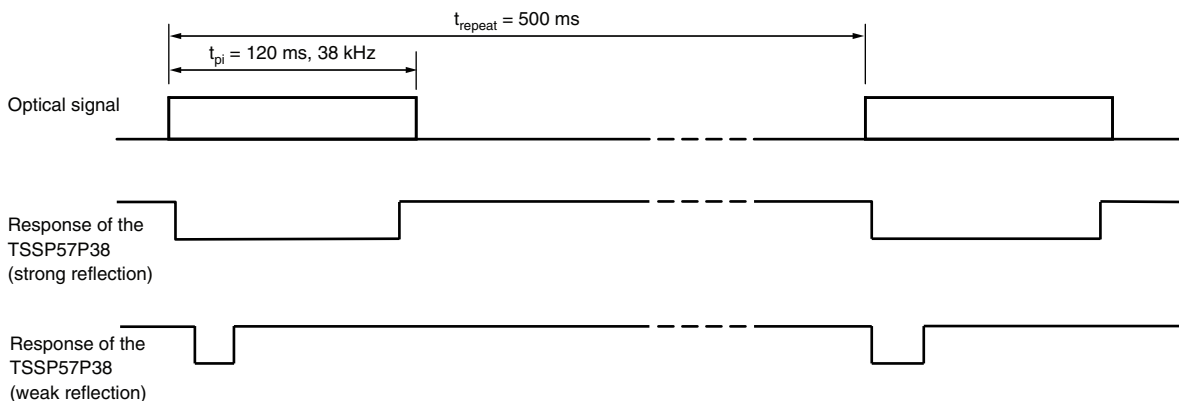 t_repeat = 500 ms
t_pi = 120 ms, 38 kHz
Optical signal
Response of the
TSSP57P38
(strong reflection)
Response of the
TSSP57P38
(weak reflection)